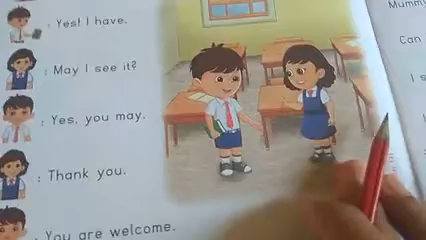 : Yes! I have.
: May I see it?
: Yes, you may.
: Thank you.
: You are welcome.
Mummy
Can
I s